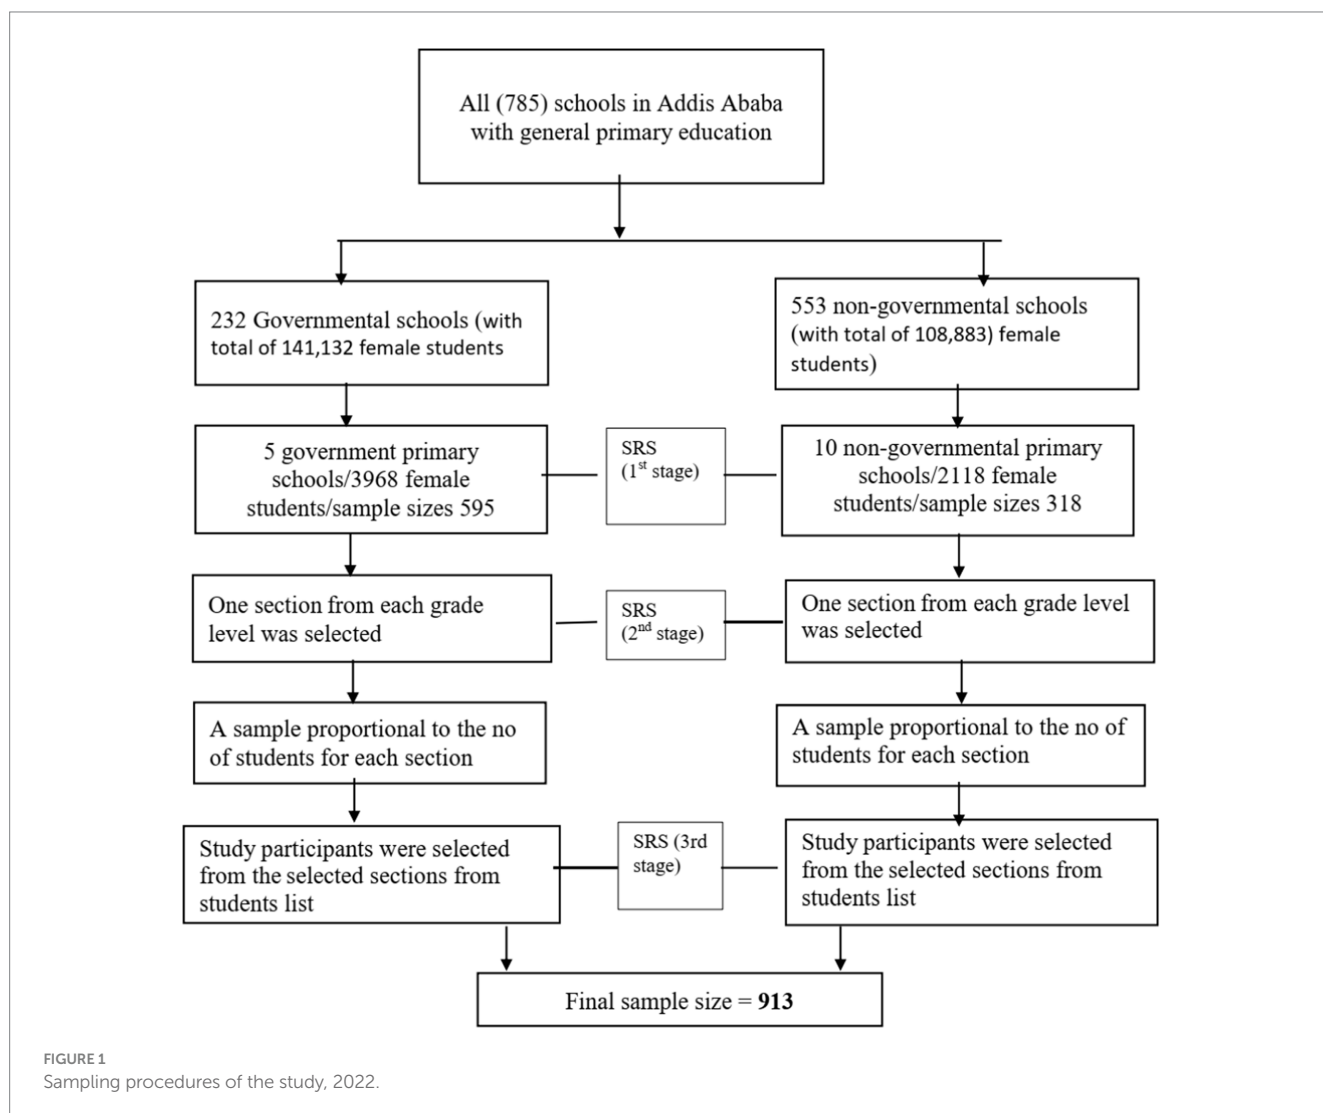 All (785) schools in Addis Ababa
with general primary education
232 Governmental schools (with
total of 141,132 female students
553 non-governmental schools
(with total of 108,883) female
students)
5 government primary
schools/3968 female
students/sample sizes 595
SRS
(1st stage)
10 non-governmental primary
schools/2118 female
students/sample sizes 318
One section from each grade
level was selected
SRS
(2nd stage)
One section from each grade level
was selected
A sample proportional to the no
of students for each section
A sample proportional to the no of
students for each section
Study participants were selected
from the selected sections from
students list
SRS (3rd
stage)
Study participants were selected
from the selected sections from
students list
Final sample size = 913
FIGURE 1
Sampling procedures of the study, 2022.